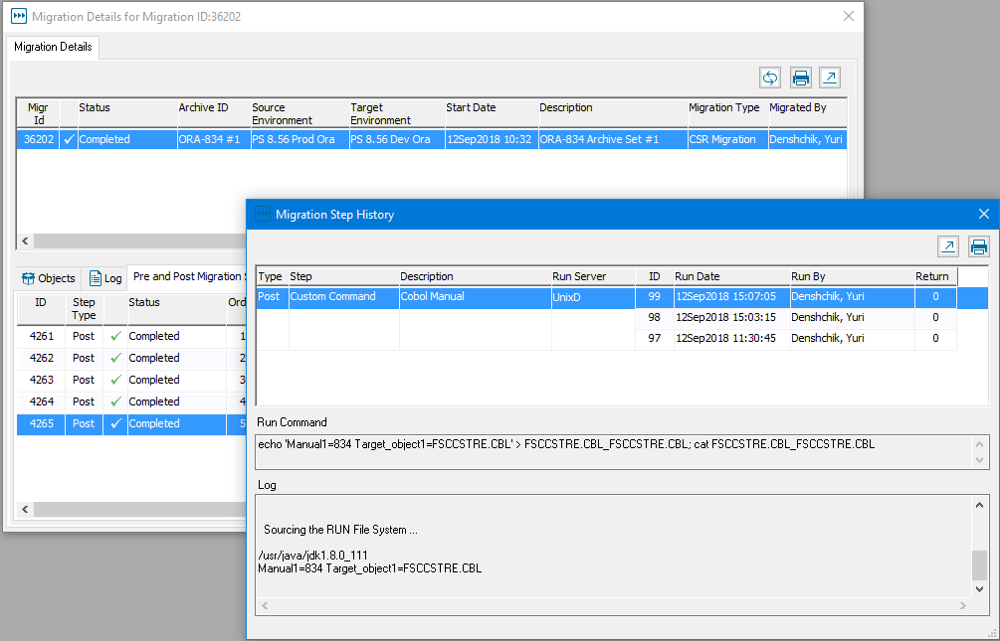 Migration Details for Migration ID:36202
Migration Details
Migr Id Status Archive ID Source Environment Target Environment Start Date Description Migration Type Migrated By
36202 Completed ORA-834 #1 PS 8.56 Prod Ora PS 8.56 Dev Ora 12Sep2018 10:32 ORA-834 Archive Set #1 CSR Migration Denshchik, Yuri
Objects Log Pre and Post Migration
ID Step Type Status Ord
4261 Post Completed 1
4262 Post Completed 2
4263 Post Completed 3
4264 Post Completed 4
4265 Post Completed 5
Migration Step History
Type Step Description Run Server ID Run Date Run By Return
Post Custom Command Cobol Manual UnixD 99 12Sep2018 15:07:05 Denshchik, Yuri 0
98 12Sep2018 15:03:15 Denshchik, Yuri 0
97 12Sep2018 11:30:45 Denshchik, Yuri 0
Run Command
echo 'Manual1=834 Target_object1=FSCCSTRE.CBL' > FSCCSTRE.CBL_FSCCSTRE.CBL; cat FSCCSTRE.CBL_FSCCSTRE.CBL
Log
Sourcing the RUN File System ...
/usr/java/jdk1.8.0_111
Manual1=834 Target_object1=FSCCSTRE.CBL